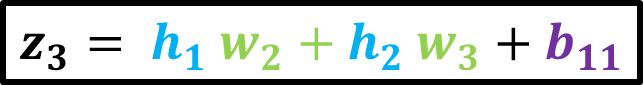 z₃ = h₁ w₂ + h₂ w₃ + b₁₁